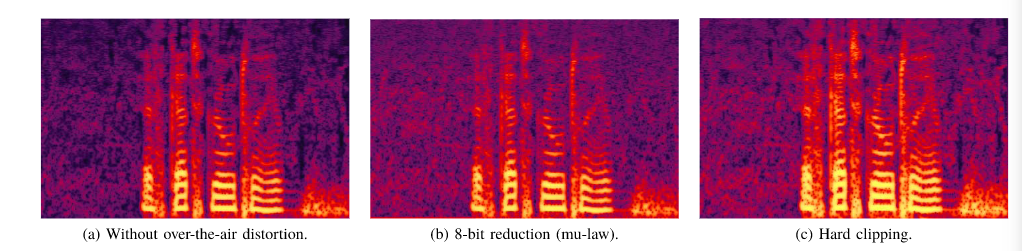 (a) Without over-the-air distortion.
(b) 8-bit reduction (mu-law).
(c) Hard clipping.